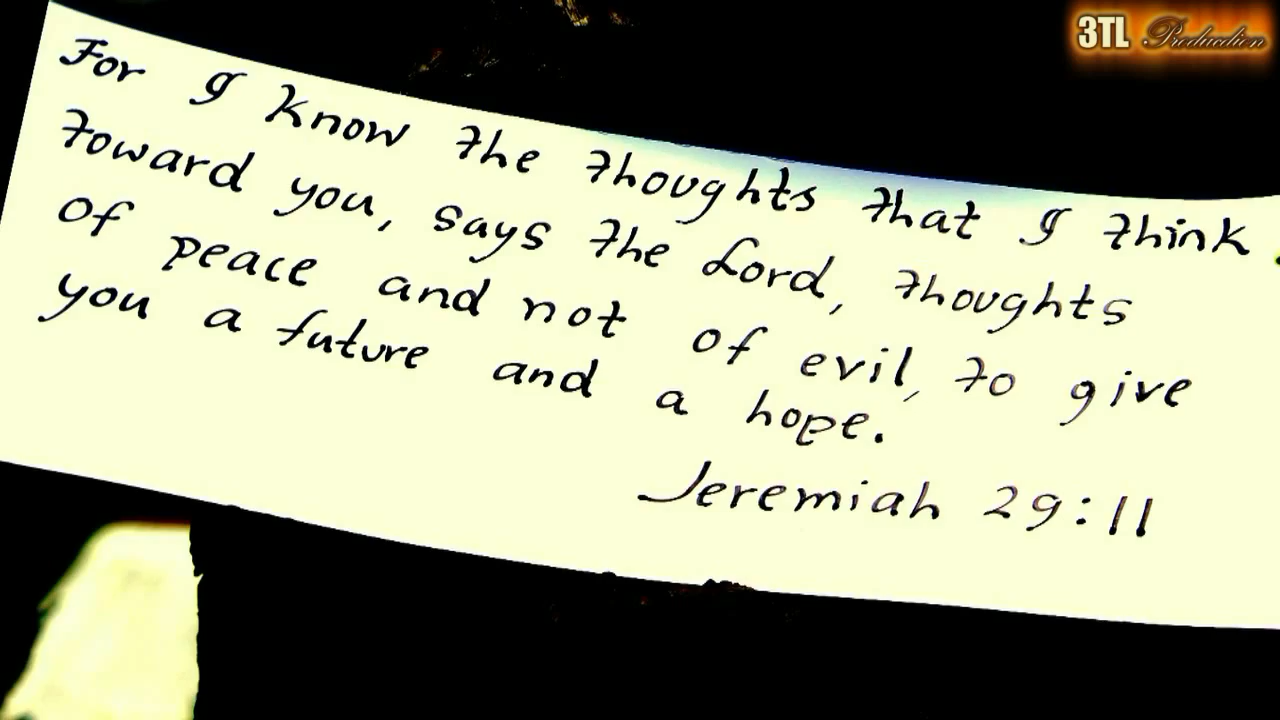 3TL Production
For I know the thoughts that I think
toward you, says the Lord, thoughts
of peace and not of evil, to give
you a future and a hope.
Jeremiah 29:11